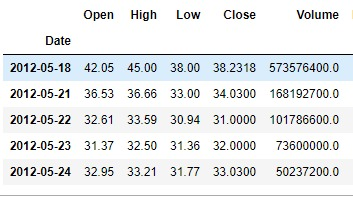 Open High Low Close Volume
Date
2012-05-18 42.05 45.00 38.00 38.2318 573576400.0
2012-05-21 36.53 36.66 33.00 34.0300 168192700.0
2012-05-22 32.61 33.59 30.94 31.0000 101786600.0
2012-05-23 31.37 32.50 31.36 32.0000 73600000.0
2012-05-24 32.95 33.21 31.77 33.0300 50237200.0